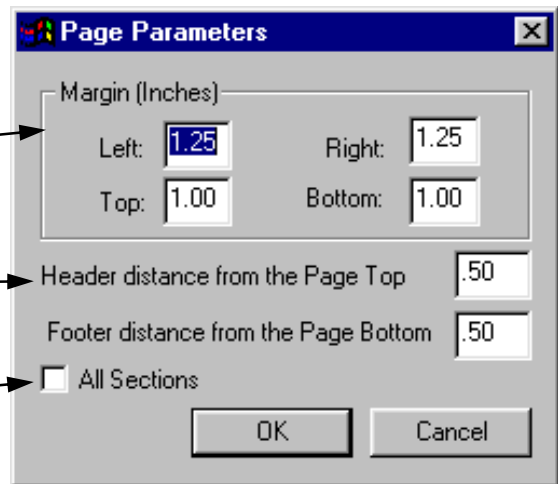 Page Parameters
Margin (Inches)
Left: 1.25 Right: 1.25
Top: 1.00 Bottom: 1.00
Header distance from the Page Top .50
Footer distance from the Page Bottom .50
All Sections
OK Cancel